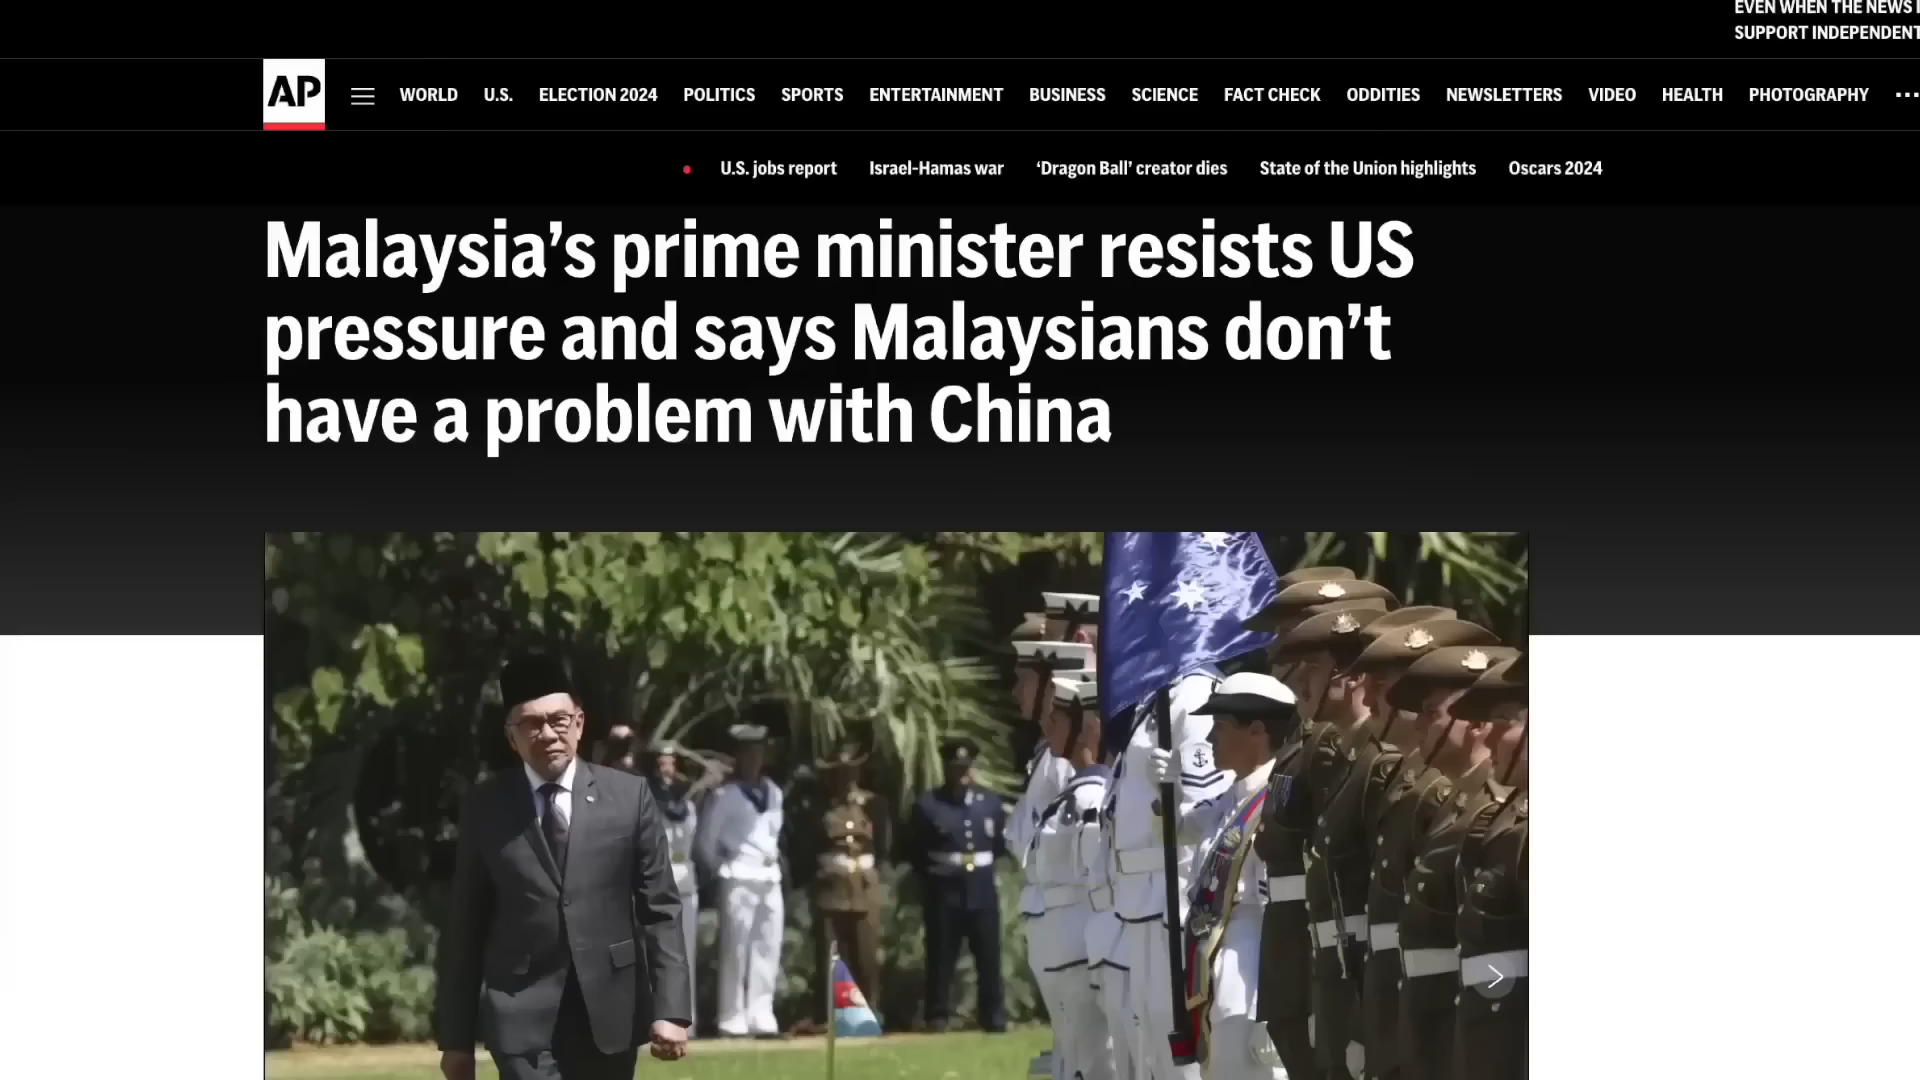 EVEN WHEN THE NEWS
SUPPORT INDEPENDENT
AP WORLD U.S. ELECTION 2024 POLITICS SPORTS ENTERTAINMENT BUSINESS SCIENCE FACT CHECK ODDITIES NEWSLETTERS VIDEO HEALTH PHOTOGRAPHY
U.S. jobs report Israel-Hamas war ‘Dragon Ball’ creator dies State of the Union highlights Oscars 2024
Malaysia’s prime minister resists US
pressure and says Malaysians don’t
have a problem with China